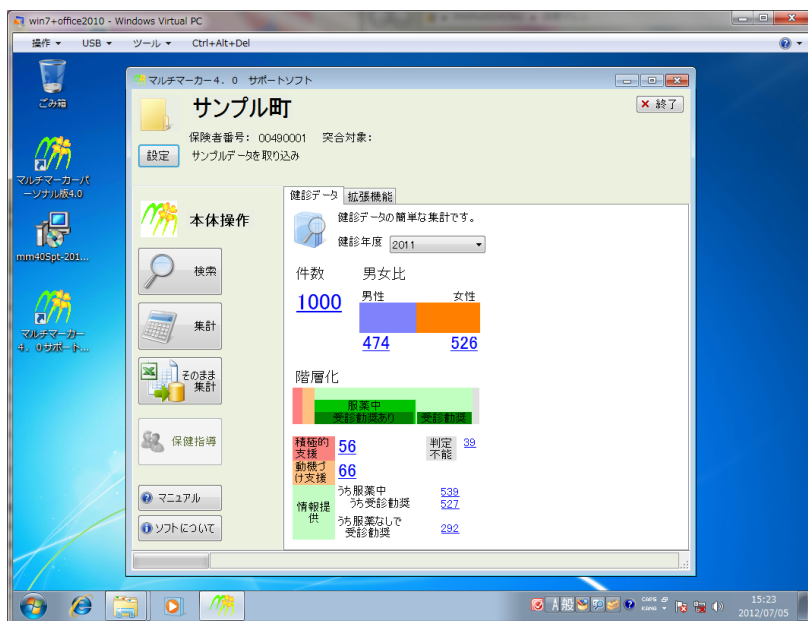 win7+office2010 - Windows Virtual PC
操作 USB ツール Ctrl+Alt+Del
ごみ箱
マルチマーカーパ
ーソナル版4.0
mm40Spt-201...
マルチマーカー
4．0サポート...
マルチマーカー４．０ サポートソフト
サンプル町
終了
保険者番号: 00490001 突合対象:
設定
サンプルデータを取り込み
本体操作
検索
集計
そのまま
集計
保健指導
マニュアル
ソフトについて
健診データ 拡張機能
健診データの簡単な集計です。
健診年度 2011
件数 男女比
1000
男性 女性
474 526
階層化
服薬中
受診勧奨あり 受診勧奨
積極的
支援
56
判定
不能
39
動機づ
け支援
66
情報提
供
うち服薬中 539
うち受診勧奨 527
うち服薬なしで
受診勧奨
292
A 般
CAPS
KANA
15:23
2012/07/05